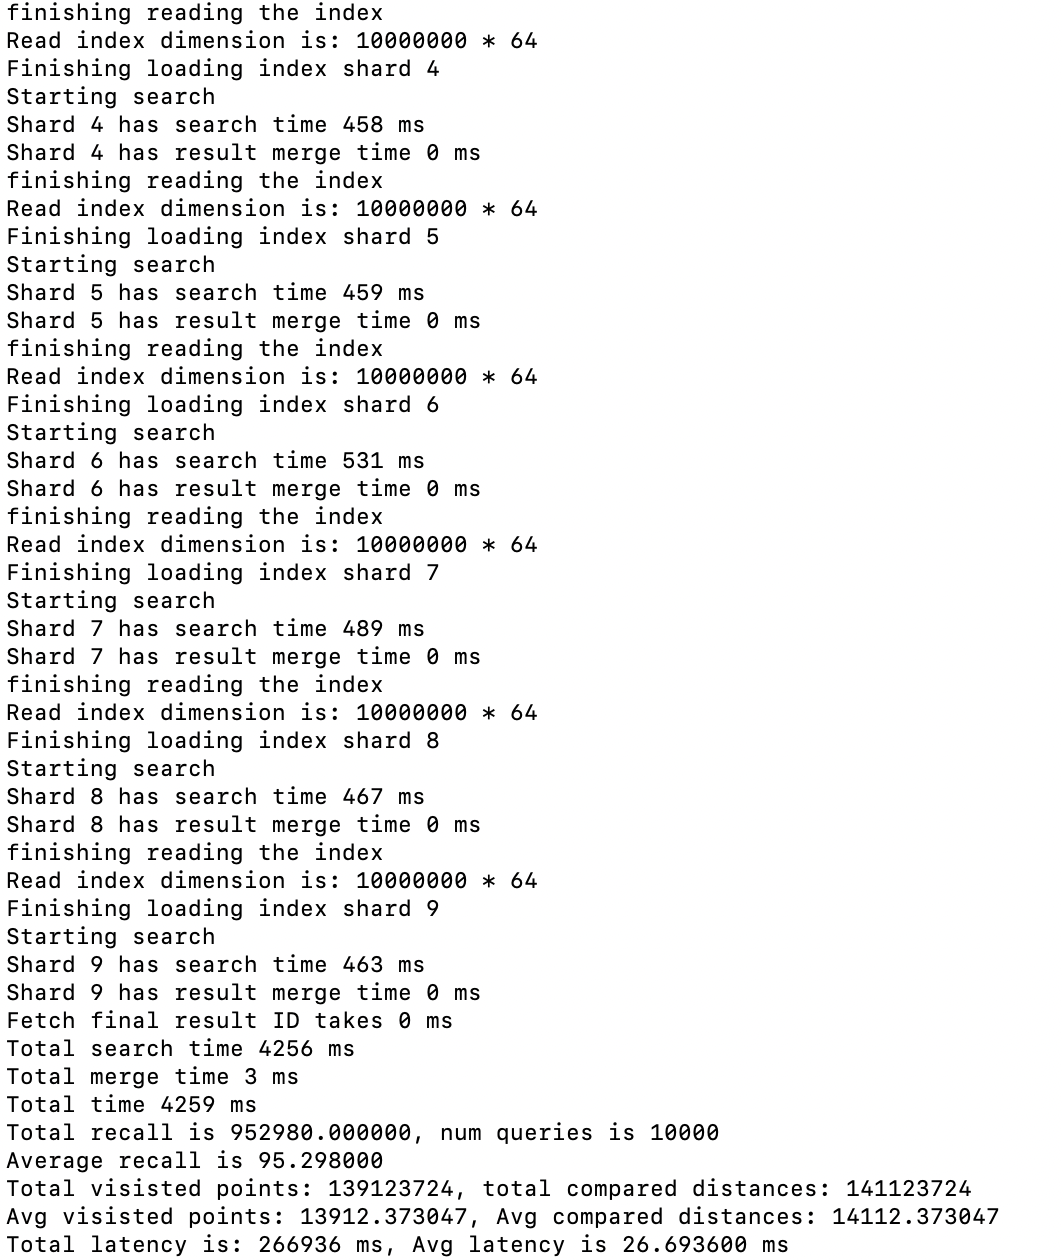 finishing reading the index
Read index dimension is: 10000000 * 64
Finishing loading index shard 4
Starting search
Shard 4 has search time 458 ms
Shard 4 has result merge time 0 ms
finishing reading the index
Read index dimension is: 10000000 * 64
Finishing loading index shard 5
Starting search
Shard 5 has search time 459 ms
Shard 5 has result merge time 0 ms
finishing reading the index
Read index dimension is: 10000000 * 64
Finishing loading index shard 6
Starting search
Shard 6 has search time 531 ms
Shard 6 has result merge time 0 ms
finishing reading the index
Read index dimension is: 10000000 * 64
Finishing loading index shard 7
Starting search
Shard 7 has search time 489 ms
Shard 7 has result merge time 0 ms
finishing reading the index
Read index dimension is: 10000000 * 64
Finishing loading index shard 8
Starting search
Shard 8 has search time 467 ms
Shard 8 has result merge time 0 ms
finishing reading the index
Read index dimension is: 10000000 * 64
Finishing loading index shard 9
Starting search
Shard 9 has search time 463 ms
Shard 9 has result merge time 0 ms
Fetch final result ID takes 0 ms
Total search time 4256 ms
Total merge time 3 ms
Total time 4259 ms
Total recall is 952980.000000, num queries is 10000
Average recall is 95.298000
Total visisted points: 139123724, total compared distances: 141123724
Avg visisted points: 13912.373047, Avg compared distances: 14112.373047
Total latency is: 266936 ms, Avg latency is 26.693600 ms